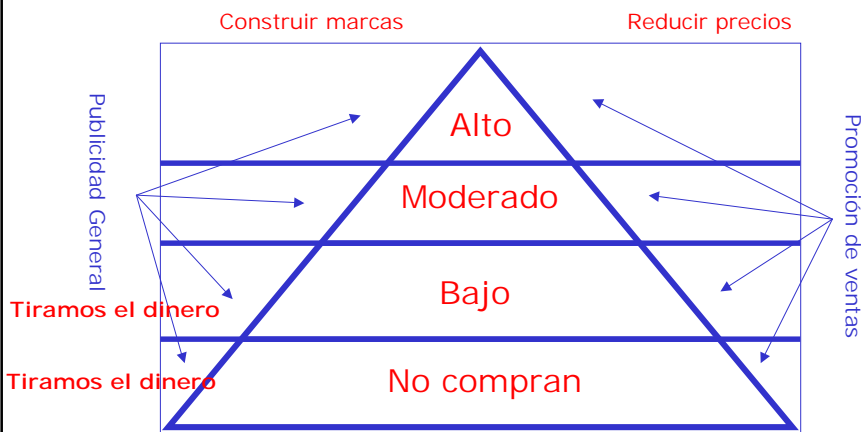 Construir marcas
Reducir precios
Publicidad General
Promoción de ventas
Alto
Moderado
Bajo
Tiramos el dinero
No compran
Tiramos el dinero